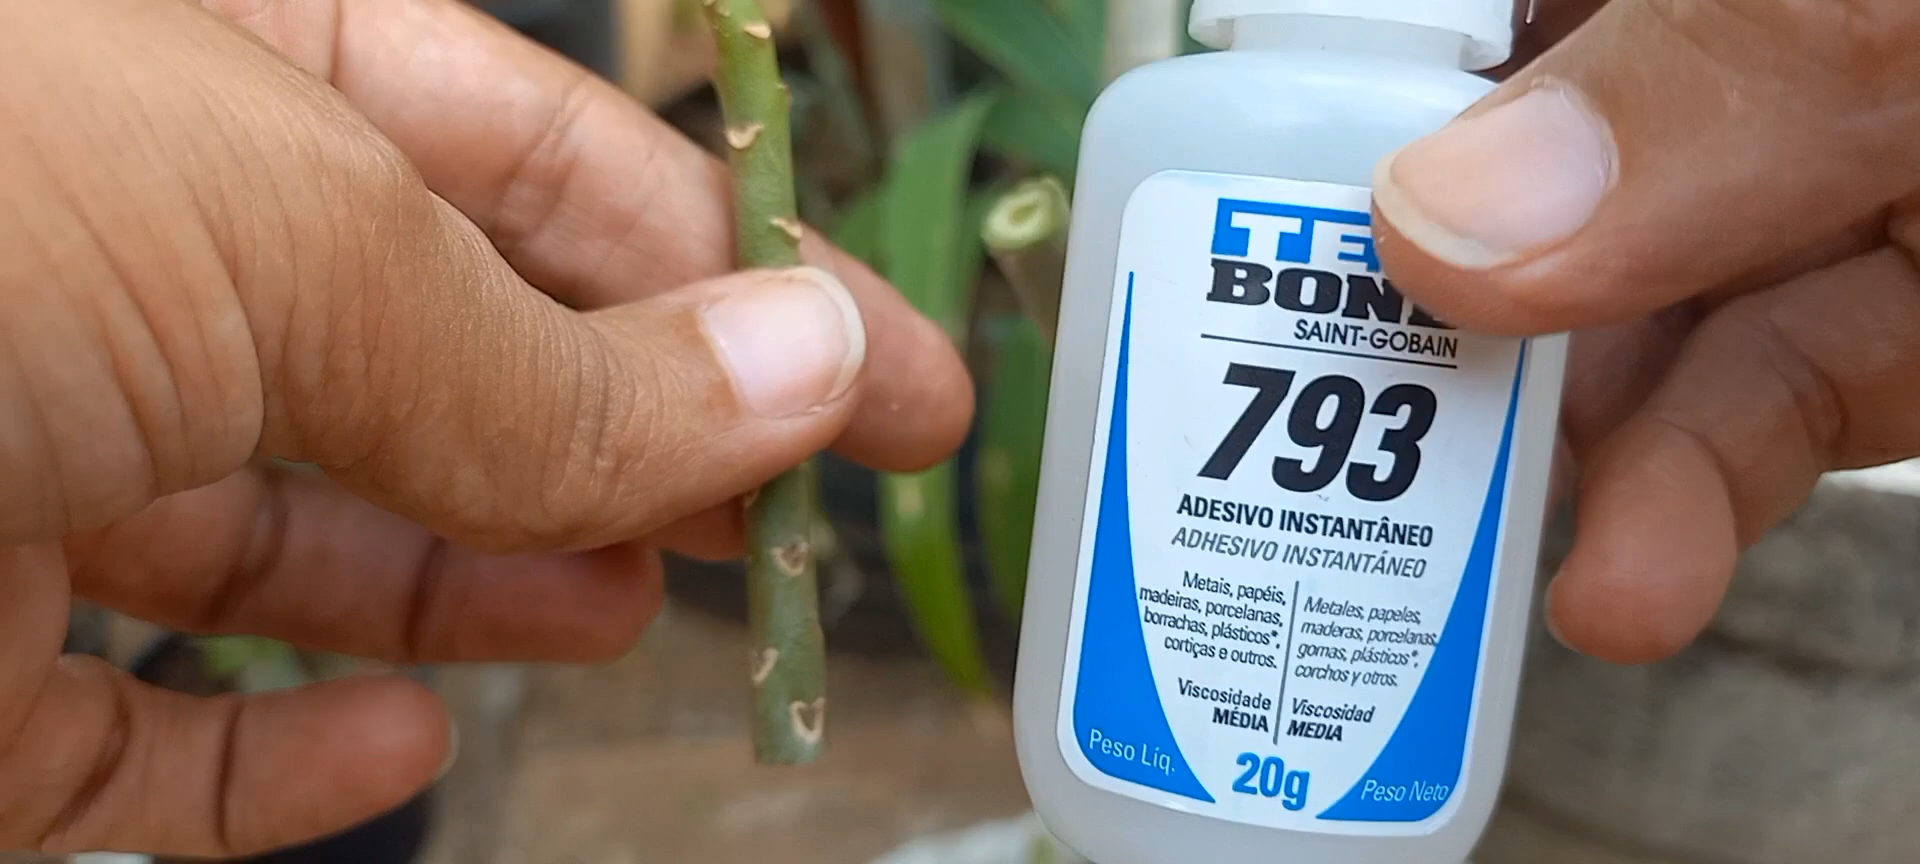 BOND
SAINT-GOBAIN
793
ADESIVO INSTANTÂNEO
ADHESIVO INSTANTÁNEO
Metais, papéis,
madeiras, porcelanas,
borrachas, plásticos*,
cortiças e outros.
Metales, papeles,
maderas, porcelanas,
gomas, plásticos*,
corchos y otros.
Viscosidade
MÉDIA
Viscosidad
MEDIA
Peso Líq.
20g
Peso Neto